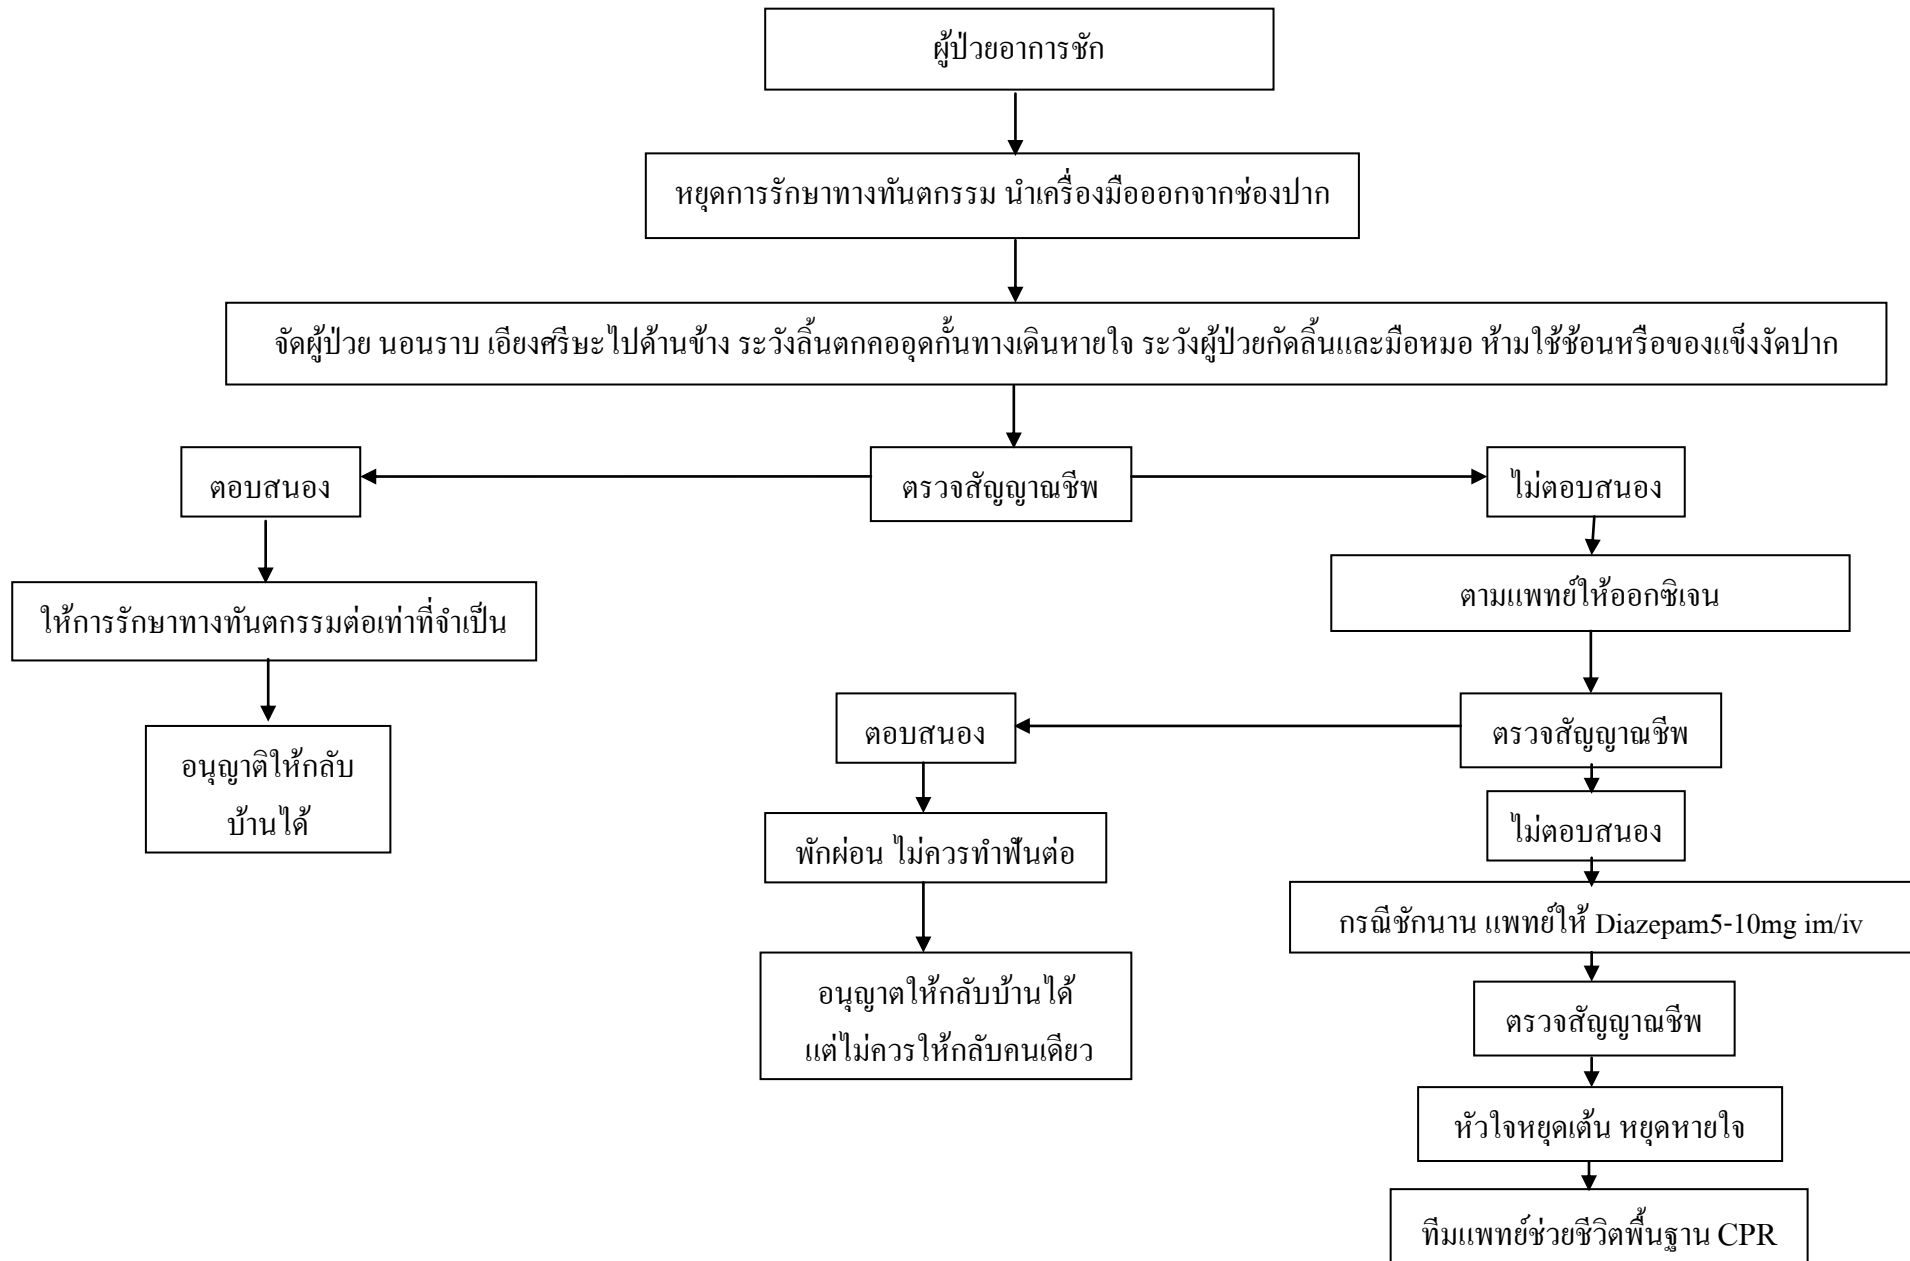 ผู้ป่วยอาการชัก
หยุดการรักษาทางทันตกรรม นำเครื่องมือออกจากช่องปาก
จัดผู้ป่วย นอนราบ เอียงศรีษะไปด้านข้าง ระวังลิ้นตกคออุดกั้นทางเดินหายใจ ระวังผู้ป่วยกัดลิ้นและมือหมอ ห้ามใช้ช้อนหรือของแข็งงัดปาก
ตอบสนอง
ตรวจสัญญาณชีพ
ไม่ตอบสนอง
ให้การรักษาทางทันตกรรมต่อเท่าที่จำเป็น
อนุญาติให้กลับ
บ้านได้
ตามแพทย์ให้ออกซิเจน
ตรวจสัญญาณชีพ
ตอบสนอง
พักผ่อน ไม่ควรทำฟันต่อ
อนุญาตให้กลับบ้านได้
แต่ไม่ควรให้กลับคนเดียว
ไม่ตอบสนอง
กรณีชักนาน แพทย์ให้ Diazepam5-10mg im/iv
ตรวจสัญญาณชีพ
หัวใจหยุดเต้น หยุดหายใจ
ทีมแพทย์ช่วยชีวิตพื้นฐาน CPR